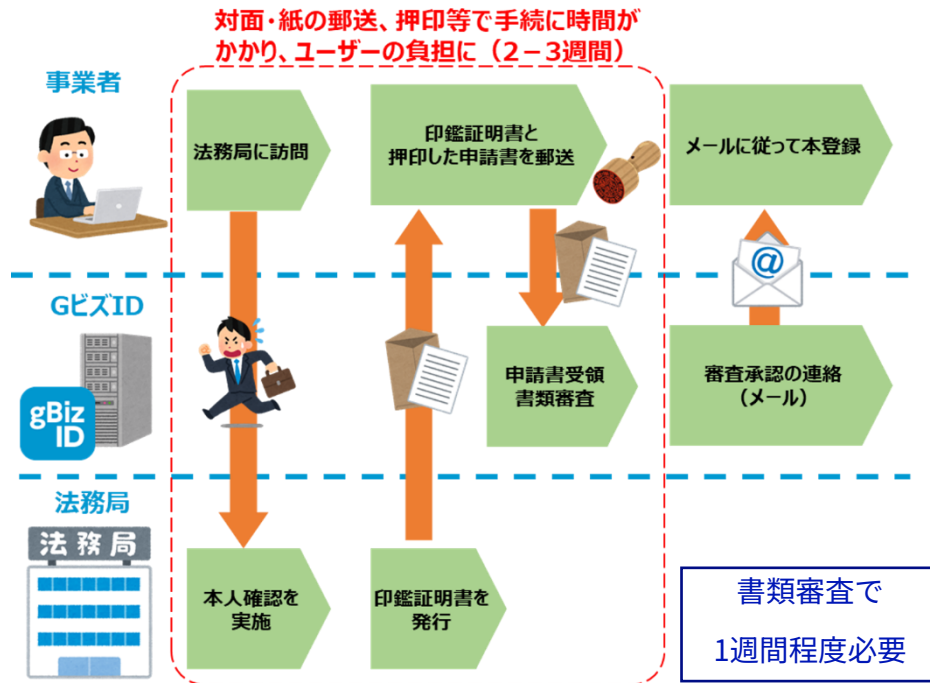 対面・紙の郵送、押印等で手続に時間が
かかり、ユーザーの負担に（２－３週間）
事業者
法務局に訪問
印鑑証明書と
押印した申請書を郵送
メールに従って本登録
@
GビズID
gBiz
ID
申請書受領
書類審査
審査承認の連絡
（メール）
法務局
法務局
本人確認を
実施
印鑑証明書を
発行
書類審査で
1週間程度必要